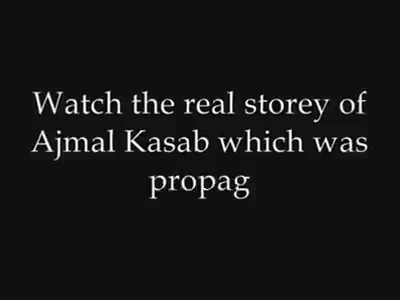 Watch the real storey of
Ajmal Kasab which was
propag